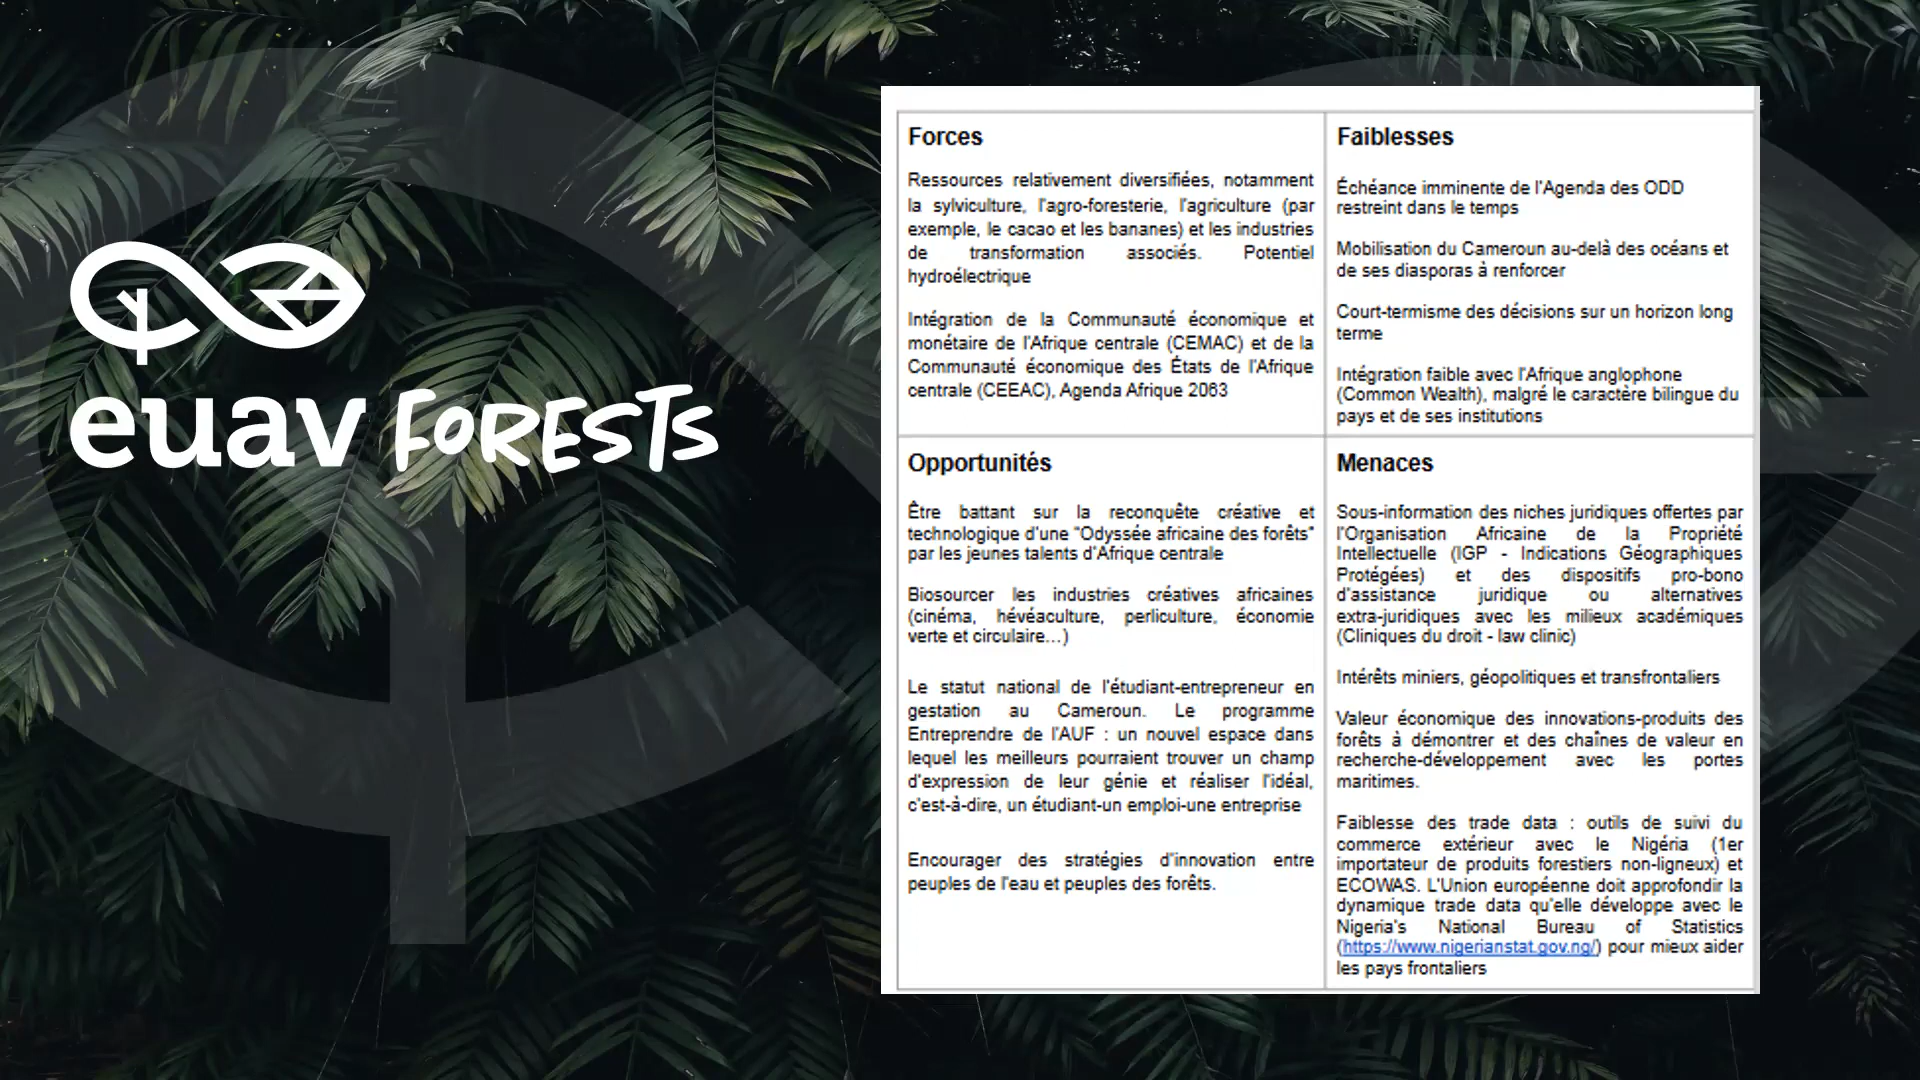 euav FORESTS
Forces
Ressources relativement diversifiées, notamment
la sylviculture, l'agro-foresterie, l'agriculture (par
exemple, le cacao et les bananes) et les industries
de transformation associés. Potentiel
hydroélectrique
Intégration de la Communauté économique et
monétaire de l'Afrique centrale (CEMAC) et de la
Communauté économique des États de l'Afrique
centrale (CEEAC), Agenda Afrique 2063
Faiblesses
Échéance imminente de l'Agenda des ODD
restreint dans le temps
Mobilisation du Cameroun au-delà des océans et
de ses diasporas à renforcer
Court-termisme des décisions sur un horizon long
terme
Intégration faible avec l'Afrique anglophone
(Common Wealth), malgré le caractère bilingue du
pays et de ses institutions
Opportunités
Être battant sur la reconquête créative et
technologique d'une "Odyssée africaine des forêts"
par les jeunes talents d'Afrique centrale
Biosourcer les industries créatives africaines
(cinéma, hévéaculture, perliculture, économie
verte et circulaire…)
Le statut national de l'étudiant-entrepreneur en
gestation au Cameroun. Le programme
Entreprendre de l'AUF : un nouvel espace dans
lequel les meilleurs pourraient trouver un champ
d'expression de leur génie et réaliser l'idéal,
c'est-à-dire, un étudiant-un emploi-une entreprise
Encourager des stratégies d'innovation entre
peuples de l'eau et peuples des forêts.
Menaces
Sous-information des niches juridiques offertes par
l'Organisation Africaine de la Propriété
Intellectuelle (IGP - Indications Géographiques
Protégées) et des dispositifs pro-bono
d'assistance juridique ou alternatives
extra-juridiques avec les milieux académiques
(Cliniques du droit - law clinic)
Intérêts miniers, géopolitiques et transfrontaliers
Valeur économique des innovations-produits des
forêts à démontrer et des chaînes de valeur en
recherche-développement avec les portes
maritimes.
Faiblesse des trade data : outils de suivi du
commerce extérieur avec le Nigéria (1er
importateur de produits forestiers non-ligneux) et
ECOWAS. L'Union européenne doit approfondir la
dynamique trade data qu'elle développe avec le
Nigeria's National Bureau of Statistics
(https://www.nigerianstat.gov.ng/) pour mieux aider
les pays frontaliers